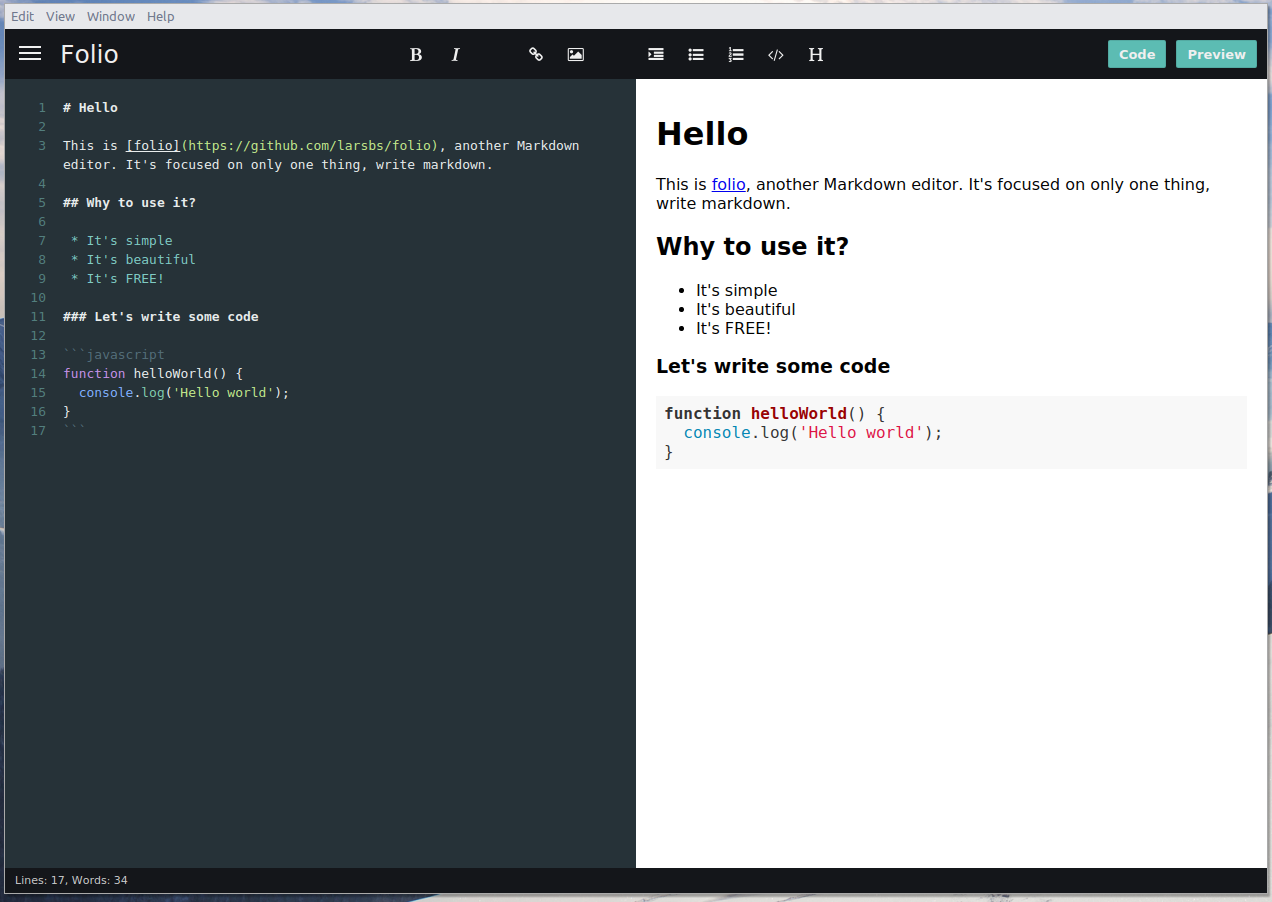 Edit View Window Help
Folio
B I H
Code Preview
1 # Hello
2
3 This is [folio](https://github.com/larsbs/folio), another Markdown
editor. It's focused on only one thing, write markdown.
4
5 ## Why to use it?
6
7 * It's simple
8 * It's beautiful
9 * It's FREE!
10
11 ### Let's write some code
12
13 ```javascript
14 function helloWorld() {
15   console.log('Hello world');
16 }
17 ```
Hello
This is folio, another Markdown editor. It's focused on only one thing,
write markdown.
Why to use it?
• It's simple
• It's beautiful
• It's FREE!
Let's write some code
function helloWorld() {
  console.log('Hello world');
}
Lines: 17, Words: 34